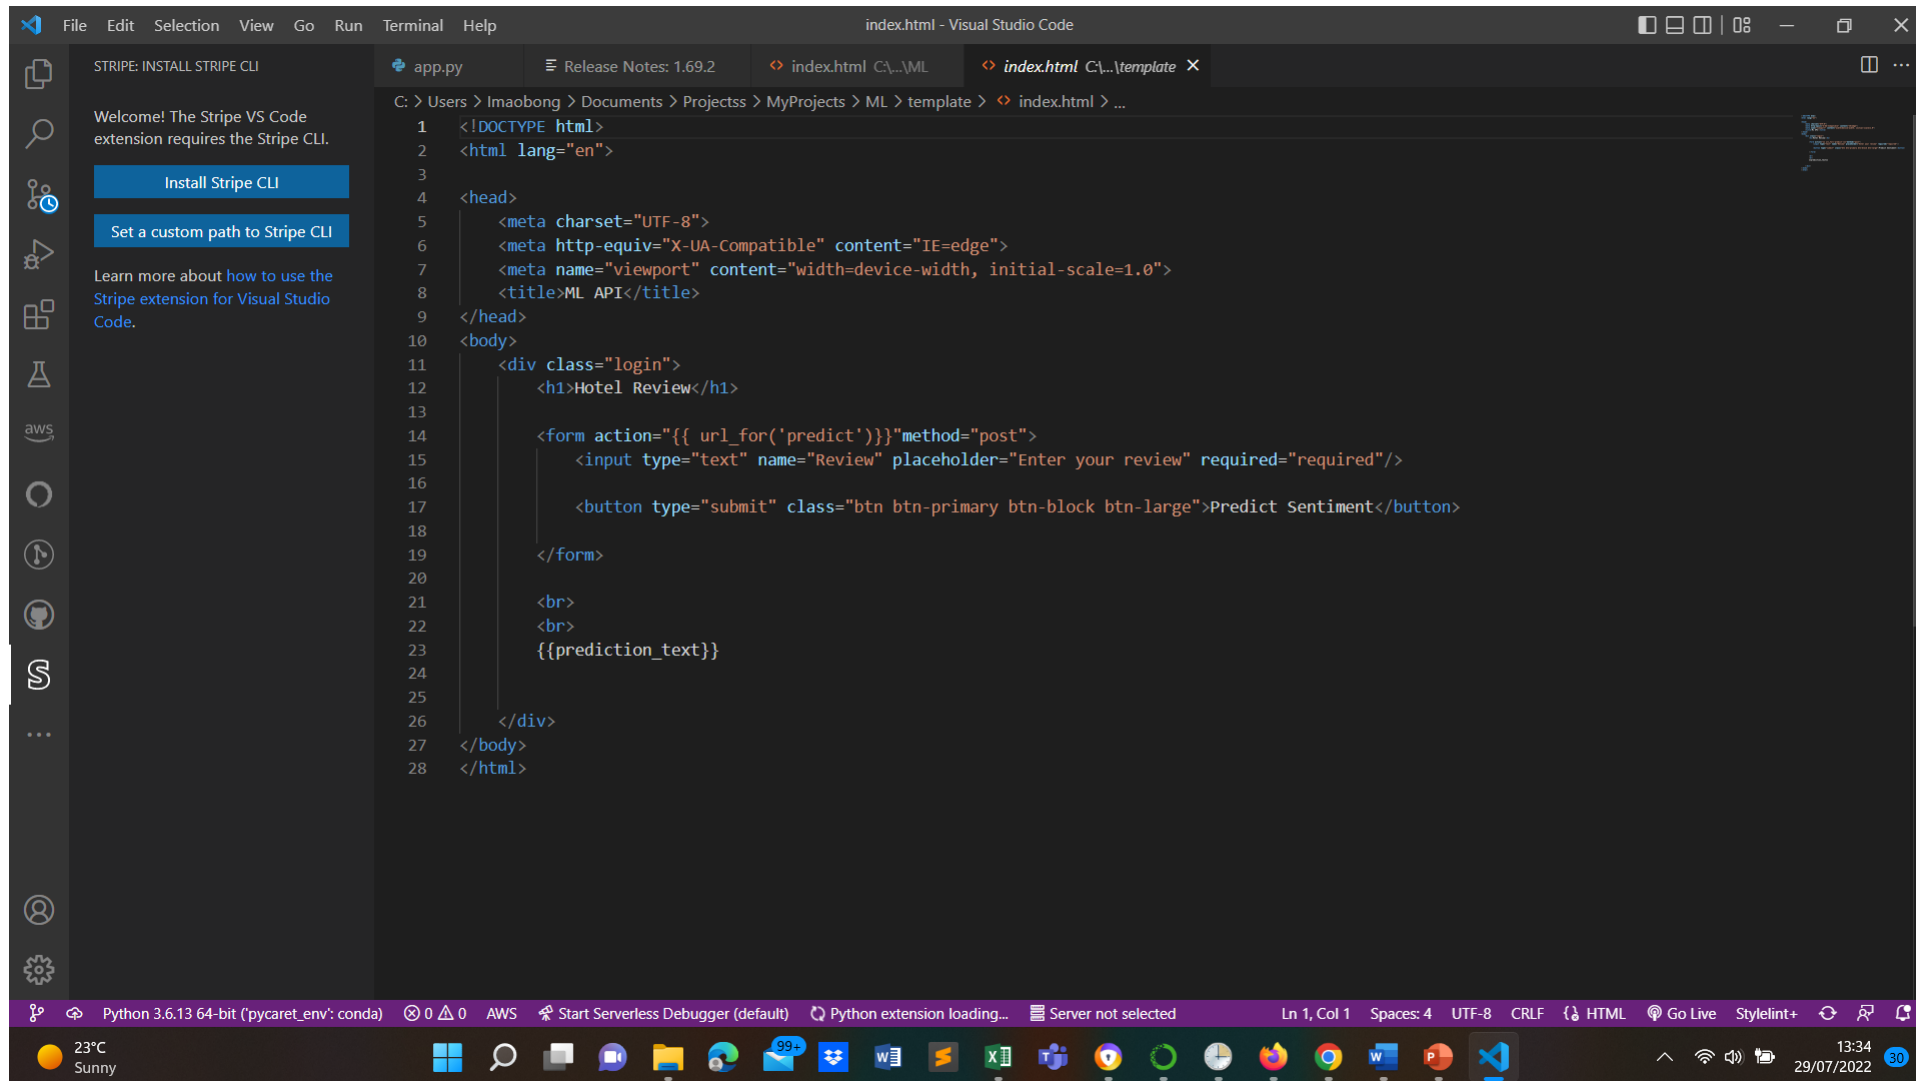 File Edit Selection View Go Run Terminal Help
index.html - Visual Studio Code
STRIPE: INSTALL STRIPE CLI
Welcome! The Stripe VS Code
extension requires the Stripe CLI.
Install Stripe CLI
Set a custom path to Stripe CLI
Learn more about how to use the
Stripe extension for Visual Studio
Code.
aws
app.py Release Notes: 1.69.2 index.html C:\...\ML index.html C:\...\template
C: > Users > Imaobong > Documents > Projectss > MyProjects > ML > template > index.html > ...
1 <!DOCTYPE html>
2 <html lang="en">
3
4 <head>
5 <meta charset="UTF-8">
6 <meta http-equiv="X-UA-Compatible" content="IE=edge">
7 <meta name="viewport" content="width=device-width, initial-scale=1.0">
8 <title>ML API</title>
9 </head>
10 <body>
11 <div class="login">
12 <h1>Hotel Review</h1>
13
14 <form action="{{ url_for('predict')}}"method="post">
15 <input type="text" name="Review" placeholder="Enter your review" required="required"/>
16
17 <button type="submit" class="btn btn-primary btn-block btn-large">Predict Sentiment</button>
18
19 </form>
20
21 <br>
22 <br>
23 {{prediction_text}}
24
25
26 </div>
27 </body>
28 </html>
Python 3.6.13 64-bit ('pycaret_env': conda) 0 0 AWS Start Serverless Debugger (default) Python extension loading... Server not selected Ln 1, Col 1 Spaces: 4 UTF-8 CRLF HTML Go Live Stylelint+
23°C
Sunny
99+
13:34
29/07/2022
30